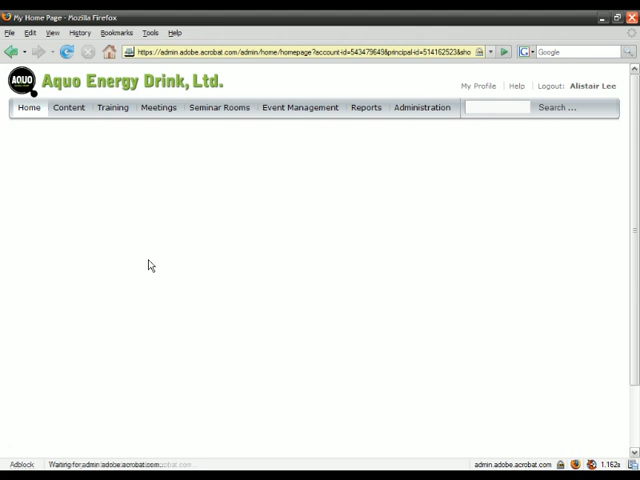 My Home Page - Mozilla Firefox
File Edit View History Bookmarks Tools Help
https://admin.adobe.acrobat.com/admin/home/homepage?account-id=543479649&principal-id=514162523&sho
Google
AQUO
Aquo Energy Drink, Ltd.
My Profile Help Logout: Alistair Lee
Home Content Training Meetings Seminar Rooms Event Management Reports Administration Search ...
Adblock Waiting for admin.adobe.acrobat.com... admin.adobe.acrobat.com 1.162s